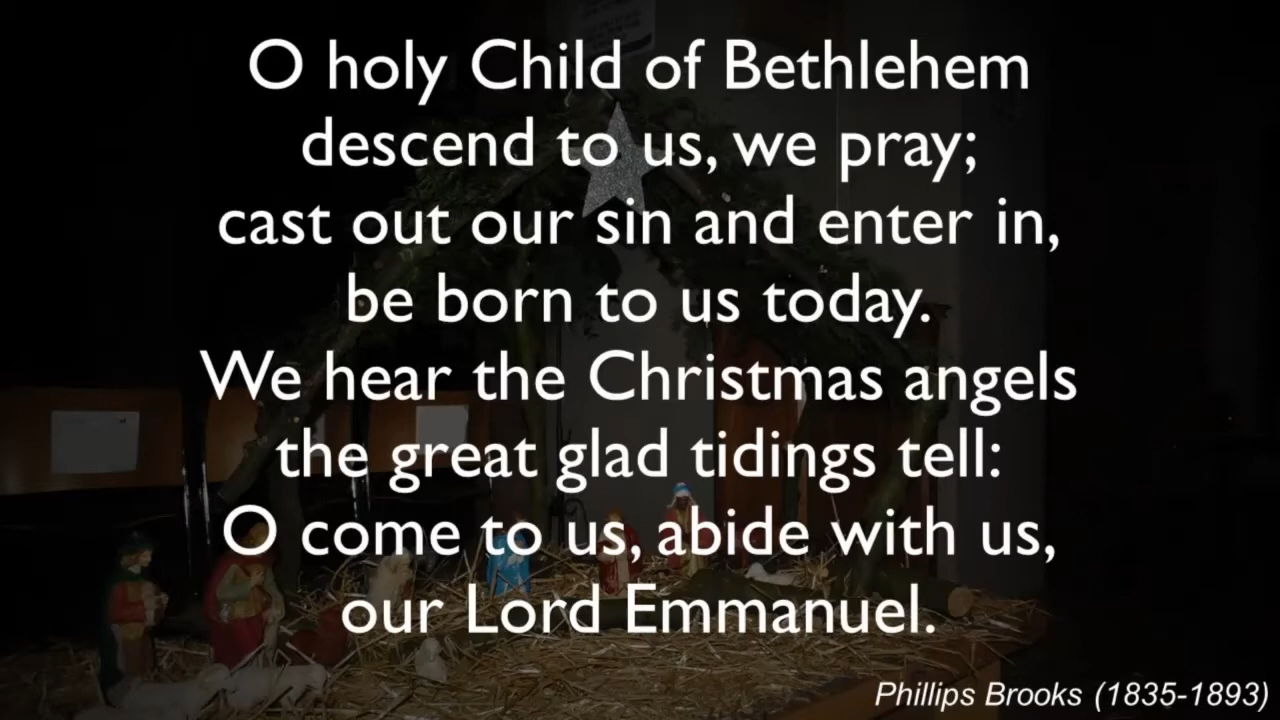 O holy Child of Bethlehem
descend to us, we pray;
cast out our sin and enter in,
be born to us today.
We hear the Christmas angels
the great glad tidings tell:
O come to us, abide with us,
our Lord Emmanuel.
Phillips Brooks (1835-1893)